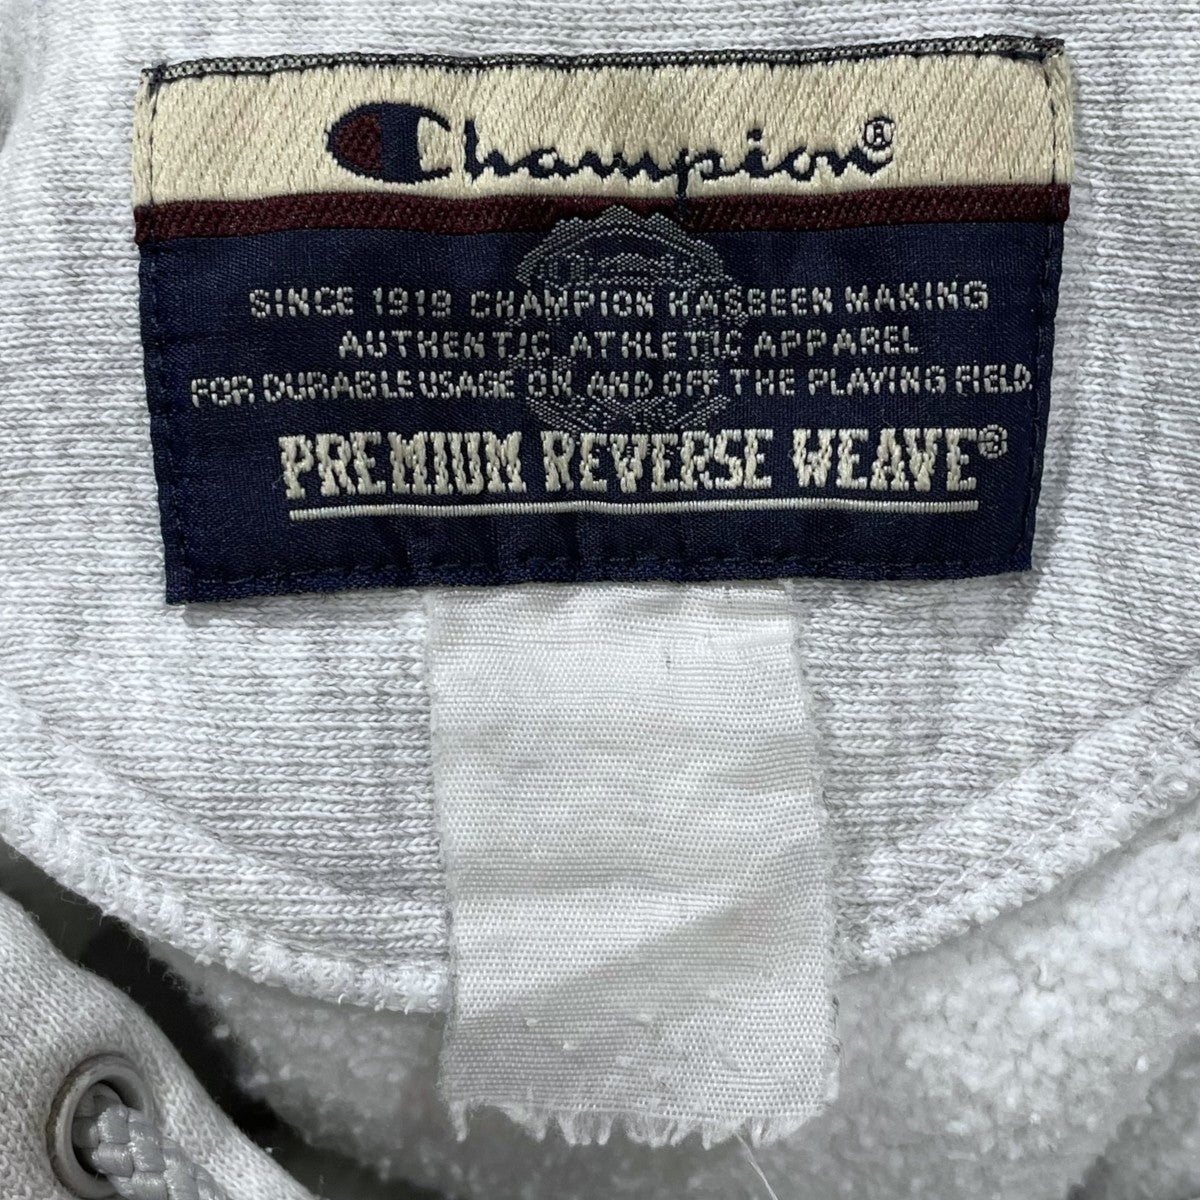 Champion®
SINCE 1919 CHAMPION HAS BEEN MAKING
AUTHENTIC ATHLETIC APPAREL
FOR DURABLE USAGE ON AND OFF THE PLAYING FIELD.
PREMIUM REVERSE WEAVE®